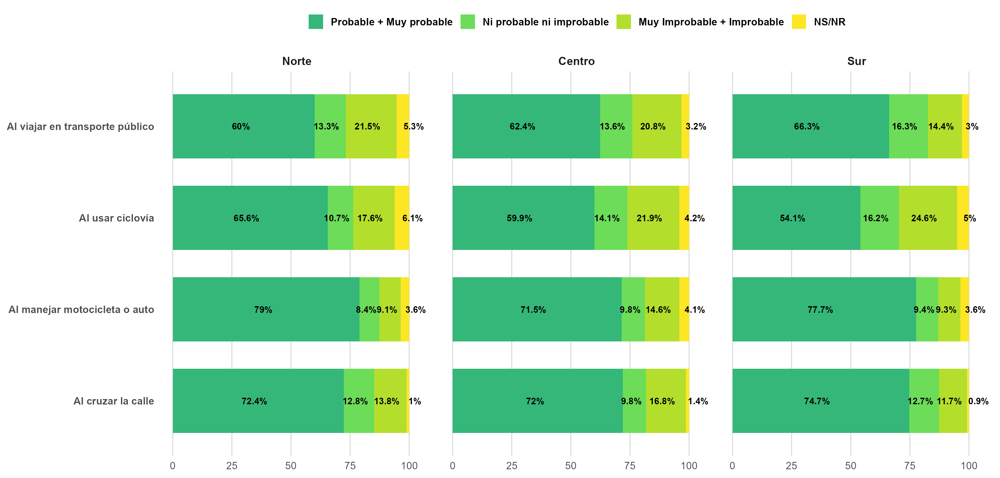 Probable + Muy probable Ni probable ni improbable Muy Improbable + Improbable NS/NR
Norte Centro Sur
Al viajar en transporte público 60% 13.3% 21.5% 5.3% 62.4% 13.6% 20.8% 3.2% 66.3% 16.3% 14.4% 3%
Al usar ciclovía 65.6% 10.7% 17.6% 6.1% 59.9% 14.1% 21.9% 4.2% 54.1% 16.2% 24.6% 5%
Al manejar motocicleta o auto 79% 8.4% 9.1% 3.6% 71.5% 9.8% 14.6% 4.1% 77.7% 9.4% 9.3% 3.6%
Al cruzar la calle 72.4% 12.8% 13.8% 1% 72% 9.8% 16.8% 1.4% 74.7% 12.7% 11.7% 0.9%
0 25 50 75 100 0 25 50 75 100 0 25 50 75 100